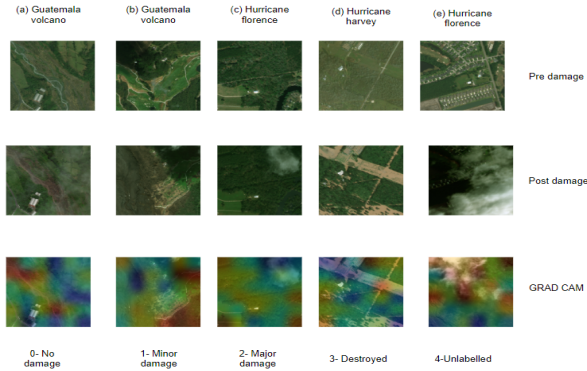 (a) Guatemala volcano
(b) Guatemala volcano
(c) Hurricane florence
(d) Hurricane harvey
(e) Hurricane florence
Pre damage
Post damage
GRAD CAM
0- No damage
1- Minor damage
2- Major damage
3- Destroyed
4-Unlabelled